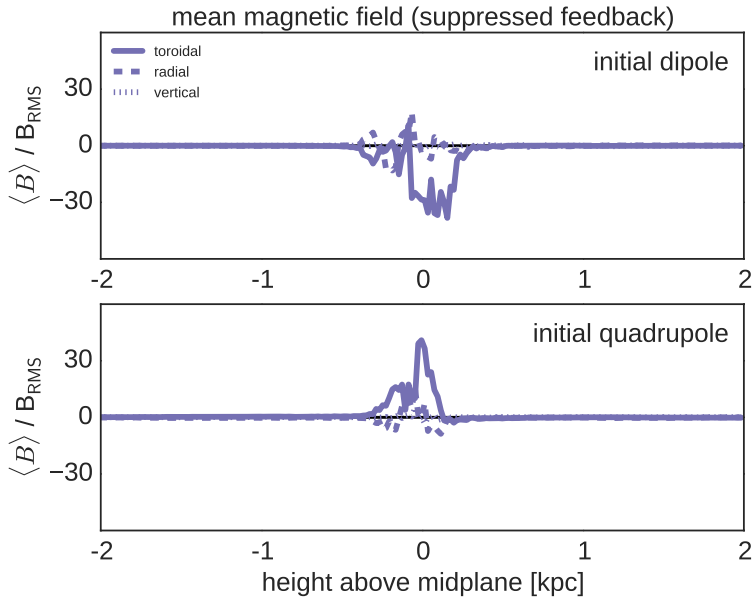 mean magnetic field (suppressed feedback)
toroidal
radial
vertical
initial dipole
30
0
−30
⟨B⟩ / B_RMS
-2 -1 0 1 2
initial quadrupole
30
0
−30
⟨B⟩ / B_RMS
-2 -1 0 1 2
height above midplane [kpc]